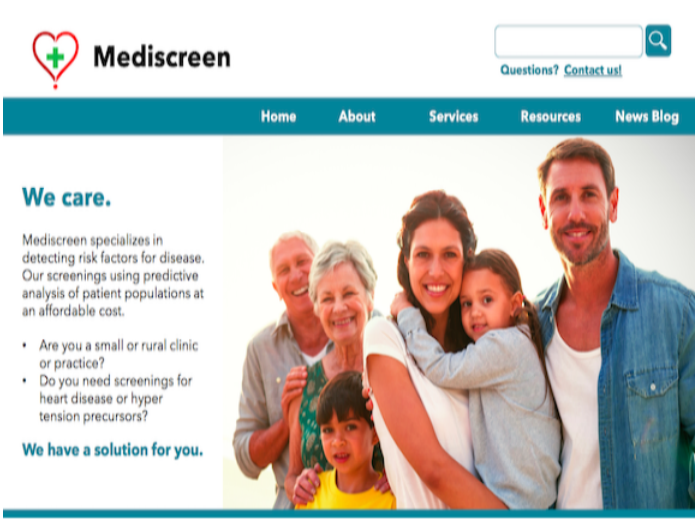 Mediscreen
Questions? Contact us!
Home About Services Resources News Blog
We care.
Mediscreen specializes in
detecting risk factors for disease.
Our screenings using predictive
analysis of patient populations at
an affordable cost.
• Are you a small or rural clinic
or practice?
• Do you need screenings for
heart disease or hyper
tension precursors?
We have a solution for you.